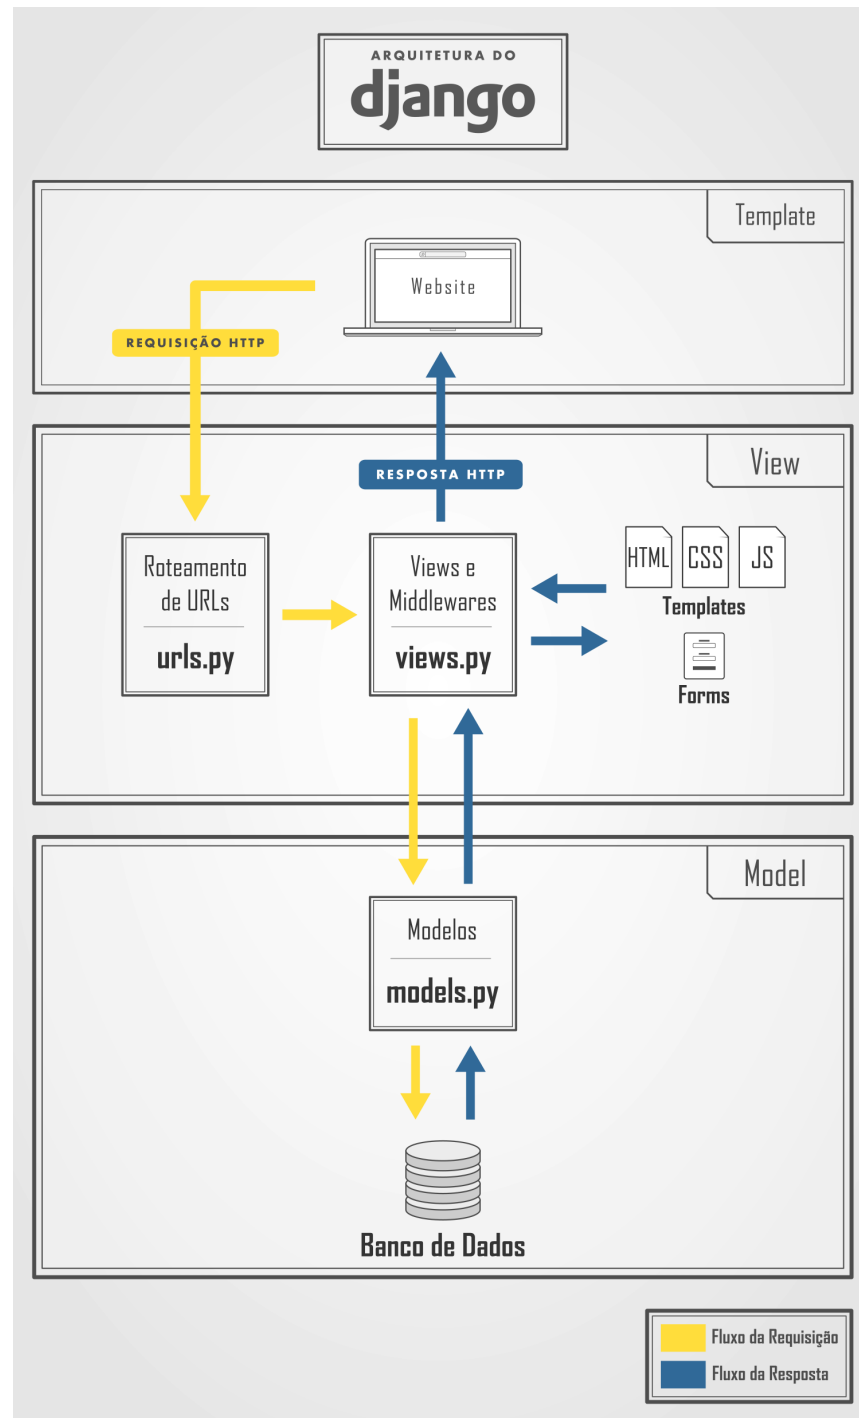 ARQUITETURA DO
django
Template
Website
REQUISIÇÃO HTTP
View
RESPOSTA HTTP
Roteamento
de URLs
urls.py
Views e
Middlewares
views.py
HTML CSS JS
Templates
Forms
Model
Modelos
models.py
Banco de Dados
Fluxo da Requisição
Fluxo da Resposta